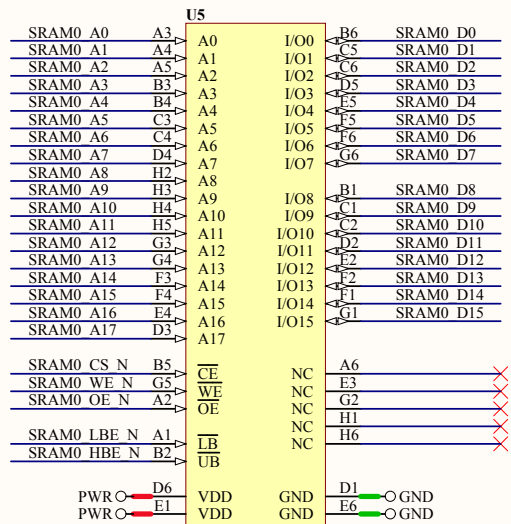 U5
SRAM0_A0 A3 A0 I/O0 B6 SRAM0_D0
SRAM0_A1 A4 A1 I/O1 C5 SRAM0_D1
SRAM0_A2 A5 A2 I/O2 C6 SRAM0_D2
SRAM0_A3 B3 A3 I/O3 D5 SRAM0_D3
SRAM0_A4 B4 A4 I/O4 E5 SRAM0_D4
SRAM0_A5 C3 A5 I/O5 F5 SRAM0_D5
SRAM0_A6 C4 A6 I/O6 F6 SRAM0_D6
SRAM0_A7 D4 A7 I/O7 G6 SRAM0_D7
SRAM0_A8 H2 A8
SRAM0_A9 H3 A9 I/O8 B1 SRAM0_D8
SRAM0_A10 H4 A10 I/O9 C1 SRAM0_D9
SRAM0_A11 H5 A11 I/O10 C2 SRAM0_D10
SRAM0_A12 G3 A12 I/O11 D2 SRAM0_D11
SRAM0_A13 G4 A13 I/O12 E2 SRAM0_D12
SRAM0_A14 F3 A14 I/O13 F2 SRAM0_D13
SRAM0_A15 F4 A15 I/O14 F1 SRAM0_D14
SRAM0_A16 E4 A16 I/O15 G1 SRAM0_D15
SRAM0_A17 D3 A17
SRAM0_CS_N B5 CE NC A6
SRAM0_WE_N G5 WE NC E3
SRAM0_OE_N A2 OE NC G2
NC H1
SRAM0_LBE_N A1 LB NC H6
SRAM0_HBE_N B2 UB
PWR D6 VDD GND D1 GND
PWR E1 VDD GND E6 GND